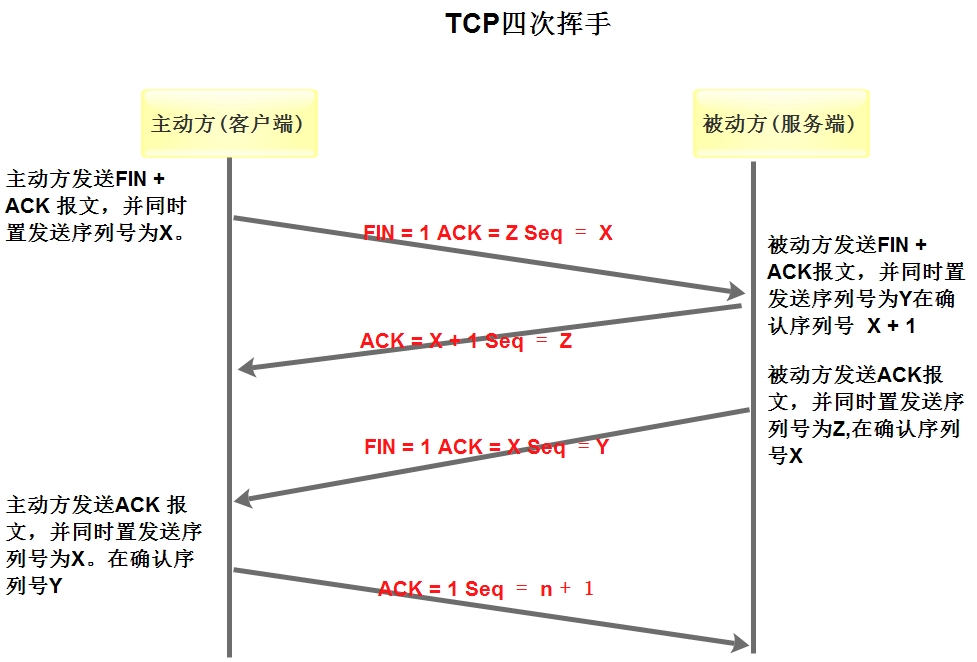 TCP四次挥手
主动方(客户端)
被动方(服务端)
主动方发送FIN +
ACK 报文，并同时
置发送序列号为X。
FIN = 1 ACK = Z Seq = X
被动方发送FIN +
ACK报文，并同时置
发送序列号为Y在确
认序列号 X + 1
ACK = X + 1 Seq = Z
被动方发送ACK报
文，并同时置发送序
列号为Z,在确认序列
号X
FIN = 1 ACK = X Seq = Y
主动方发送ACK 报
文，并同时置发送序
列号为X。在确认序
列号Y
ACK = 1 Seq = n + 1